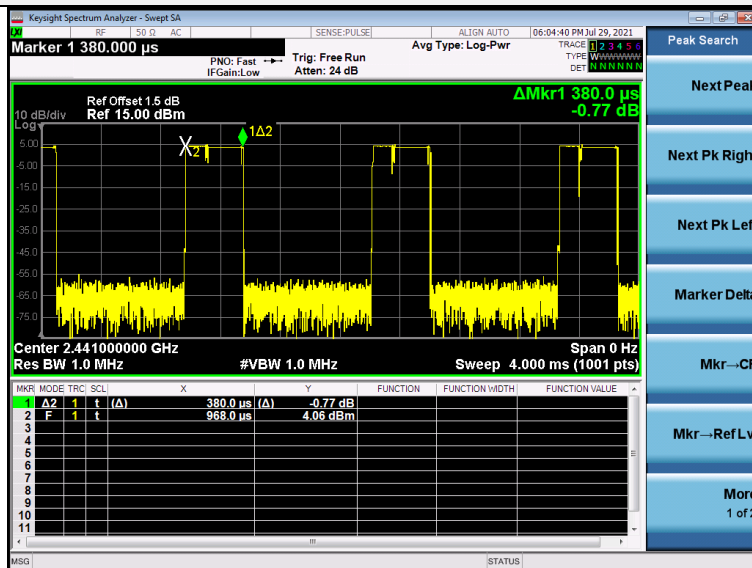 Keysight Spectrum Analyzer - Swept SA
LXI RF 50 Ω AC SENSE:PULSE ALIGN AUTO 06:04:40 PM Jul 29, 2021
Marker 1 380.000 µs
PNO: Fast
IFGain:Low
Trig: Free Run
Atten: 24 dB
Avg Type: Log-Pwr
TRACE 1 2 3 4 5 6
TYPE WWWWWW
DET N N N N N N
Peak Search
Next Peak
Next Pk Righ
Next Pk Lef
Marker Delta
Mkr→CF
Mkr→Ref Lv
More
1 of 2
10 dB/div
Log
Ref Offset 1.5 dB
Ref 15.00 dBm
ΔMkr1 380.0 µs
-0.77 dB
5.00
-5.00
-15.0
-25.0
-35.0
-45.0
-55.0
-65.0
-75.0
X2
1Δ2
Center 2.441000000 GHz Span 0 Hz
Res BW 1.0 MHz #VBW 1.0 MHz Sweep 4.000 ms (1001 pts)
MKR MODE TRC SCL X Y FUNCTION FUNCTION WIDTH FUNCTION VALUE
1 Δ2 1 t (Δ) 380.0 µs (Δ) -0.77 dB
2 F 1 t 968.0 µs 4.06 dBm
3
4
5
6
7
8
9
10
11
MSG STATUS